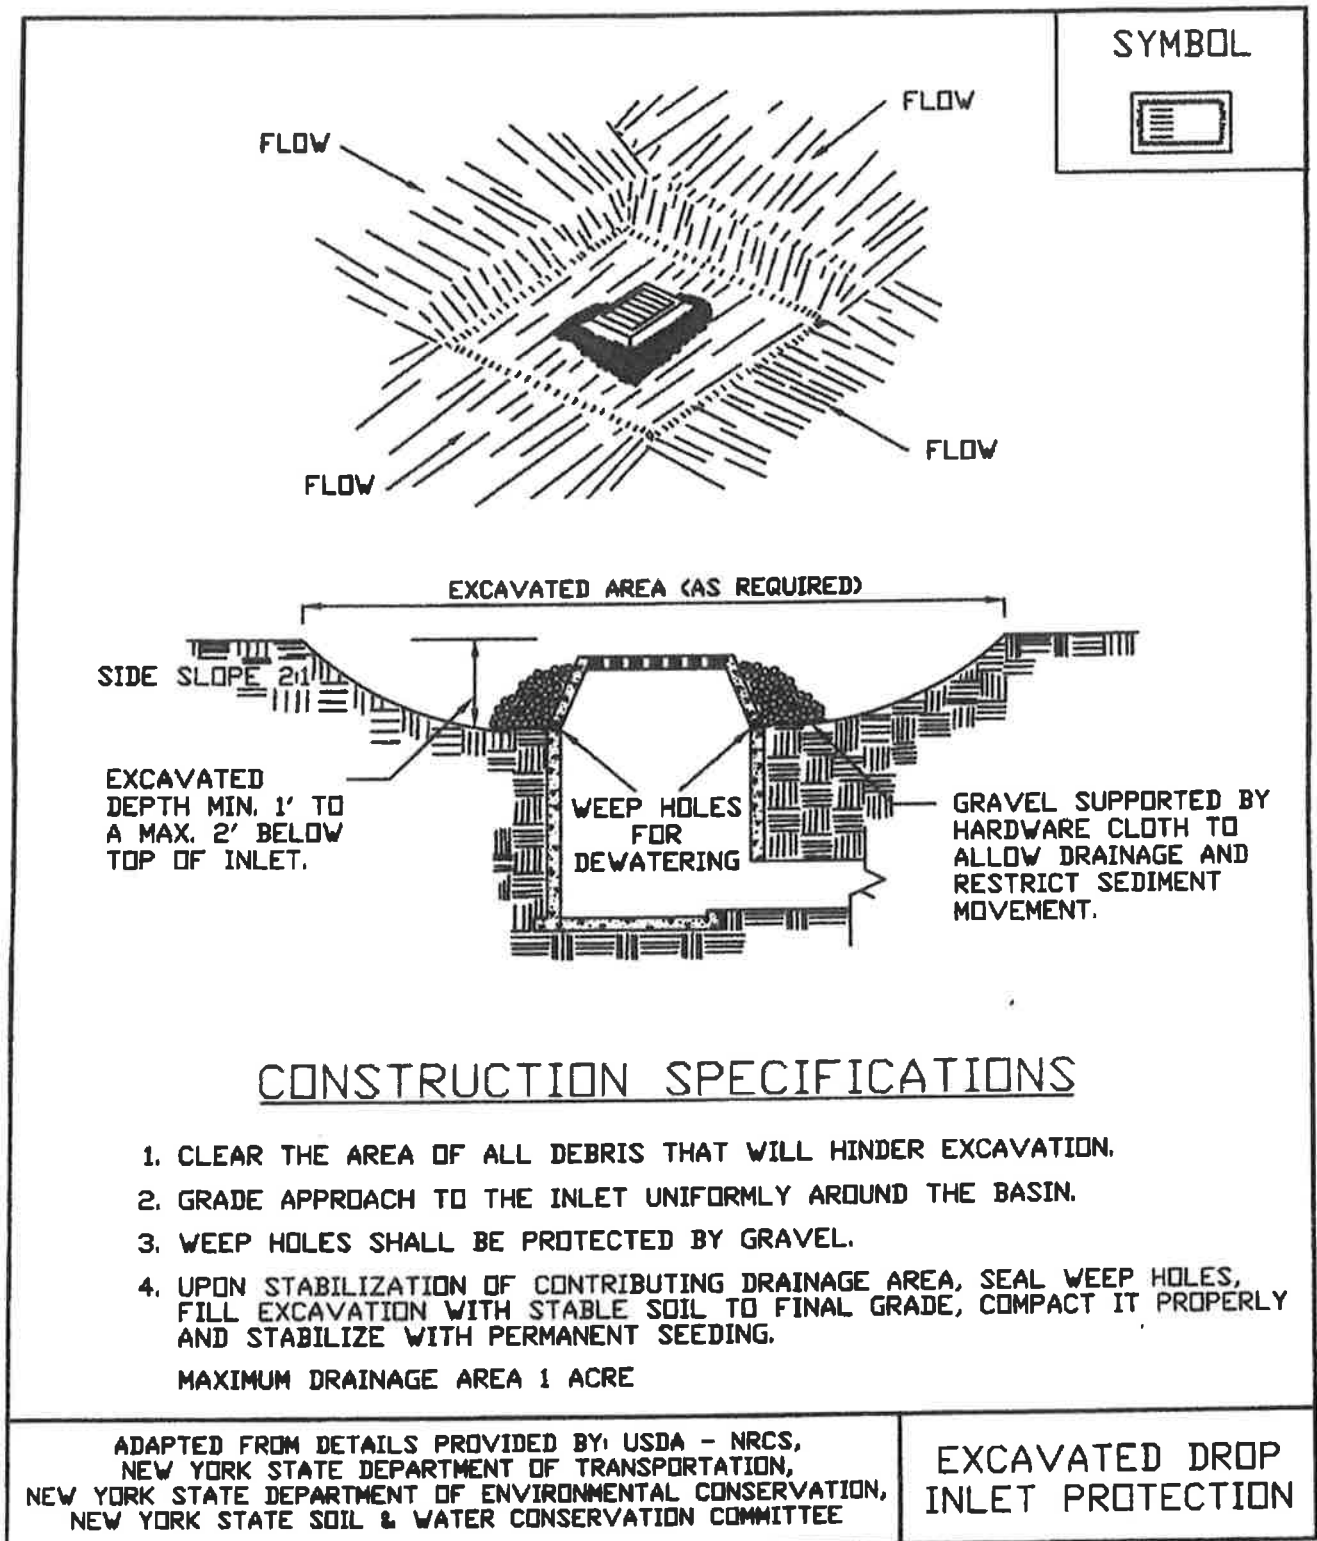 SYMBOL
FLOW
FLOW
FLOW
FLOW
EXCAVATED AREA (AS REQUIRED)
SIDE SLOPE 2:1
EXCAVATED
DEPTH MIN. 1' TO
A MAX. 2' BELOW
TOP OF INLET.
WEEP HOLES
FOR
DEWATERING
GRAVEL SUPPORTED BY
HARDWARE CLOTH TO
ALLOW DRAINAGE AND
RESTRICT SEDIMENT
MOVEMENT.
CONSTRUCTION SPECIFICATIONS
1. CLEAR THE AREA OF ALL DEBRIS THAT WILL HINDER EXCAVATION.
2. GRADE APPROACH TO THE INLET UNIFORMLY AROUND THE BASIN.
3. WEEP HOLES SHALL BE PROTECTED BY GRAVEL.
4. UPON STABILIZATION OF CONTRIBUTING DRAINAGE AREA, SEAL WEEP HOLES,
FILL EXCAVATION WITH STABLE SOIL TO FINAL GRADE, COMPACT IT PROPERLY
AND STABILIZE WITH PERMANENT SEEDING.
MAXIMUM DRAINAGE AREA 1 ACRE
ADAPTED FROM DETAILS PROVIDED BY: USDA - NRCS,
NEW YORK STATE DEPARTMENT OF TRANSPORTATION,
NEW YORK STATE DEPARTMENT OF ENVIRONMENTAL CONSERVATION,
NEW YORK STATE SOIL & WATER CONSERVATION COMMITTEE
EXCAVATED DROP
INLET PROTECTION